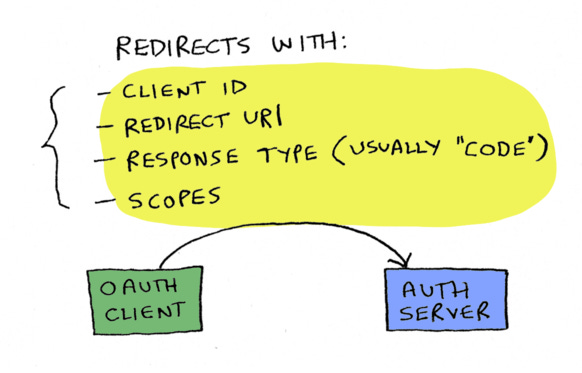 REDIRECTS WITH:
- CLIENT ID
- REDIRECT URI
- RESPONSE TYPE (USUALLY "CODE")
- SCOPES
OAUTH
CLIENT
AUTH
SERVER